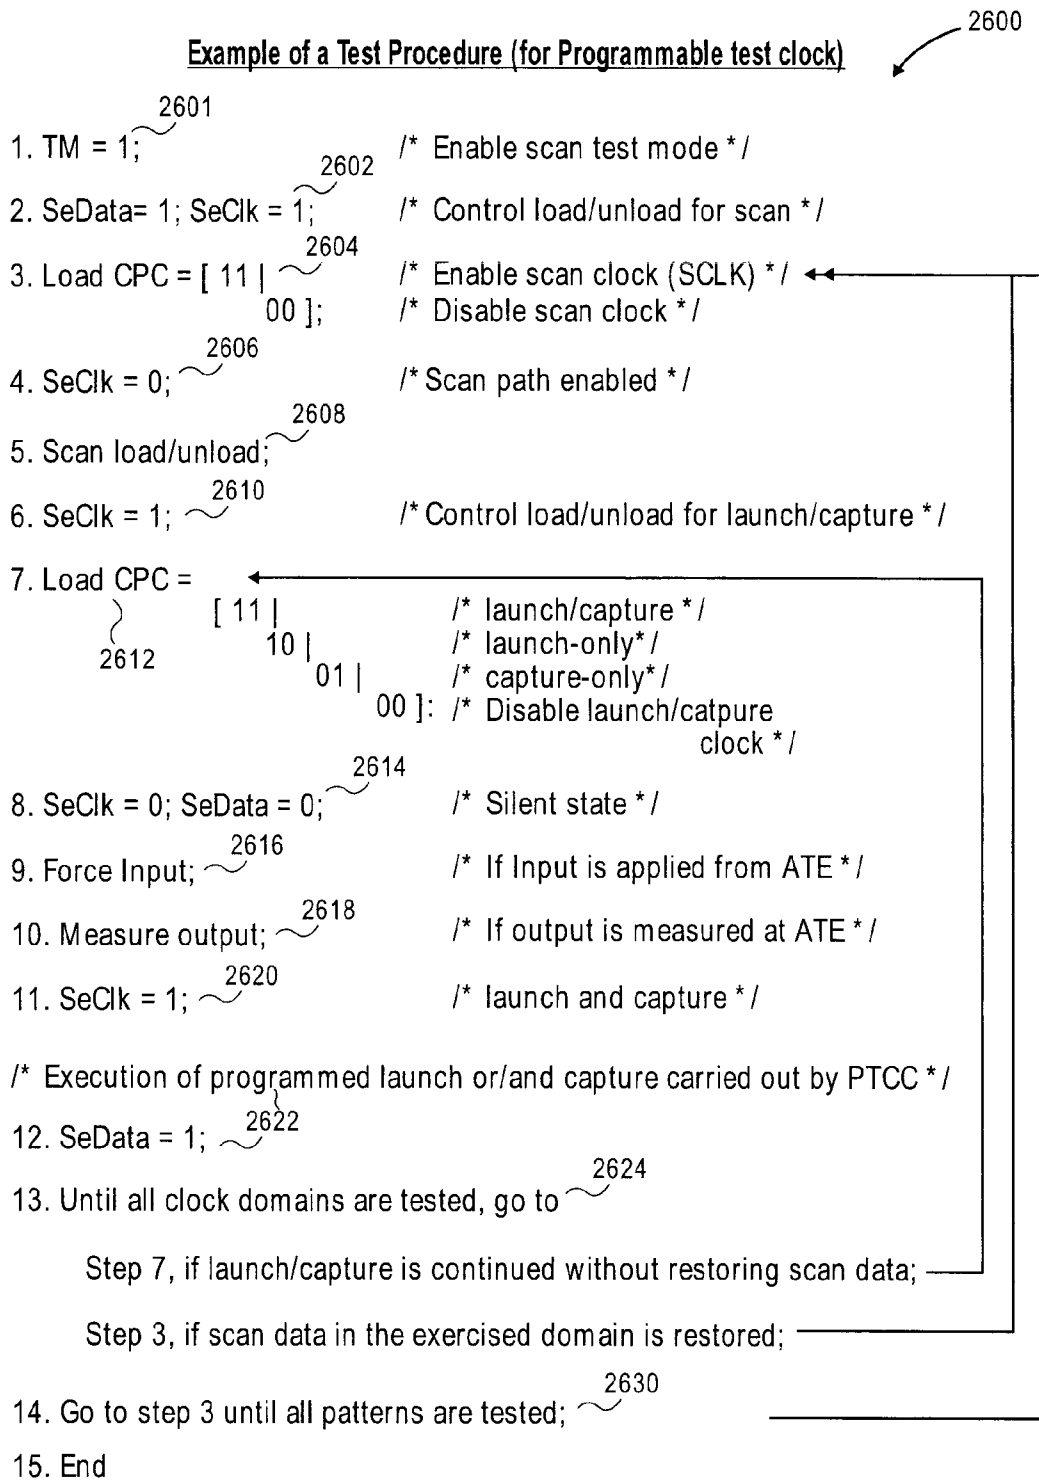 2600
Example of a Test Procedure (for Programmable test clock)
2601
1. TM = 1; /* Enable scan test mode */
2602
2. SeData= 1; SeClk = 1; /* Control load/unload for scan */
2604
3. Load CPC = [ 11 | /* Enable scan clock (SCLK) */
00 ]; /* Disable scan clock */
2606
4. SeClk = 0; /* Scan path enabled */
2608
5. Scan load/unload;
2610
6. SeClk = 1; /* Control load/unload for launch/capture */
7. Load CPC =
[ 11 | /* launch/capture */
10 | /* launch-only*/
2612
01 | /* capture-only*/
00 ]: /* Disable launch/catpure
clock */
2614
8. SeClk = 0; SeData = 0; /* Silent state */
2616
9. Force Input; /* If Input is applied from ATE */
2618
10. Measure output; /* If output is measured at ATE */
2620
11. SeClk = 1; /* launch and capture */
/* Execution of programmed launch or/and capture carried out by PTCC */
2622
12. SeData = 1;
2624
13. Until all clock domains are tested, go to
Step 7, if launch/capture is continued without restoring scan data;
Step 3, if scan data in the exercised domain is restored;
2630
14. Go to step 3 until all patterns are tested;
15. End